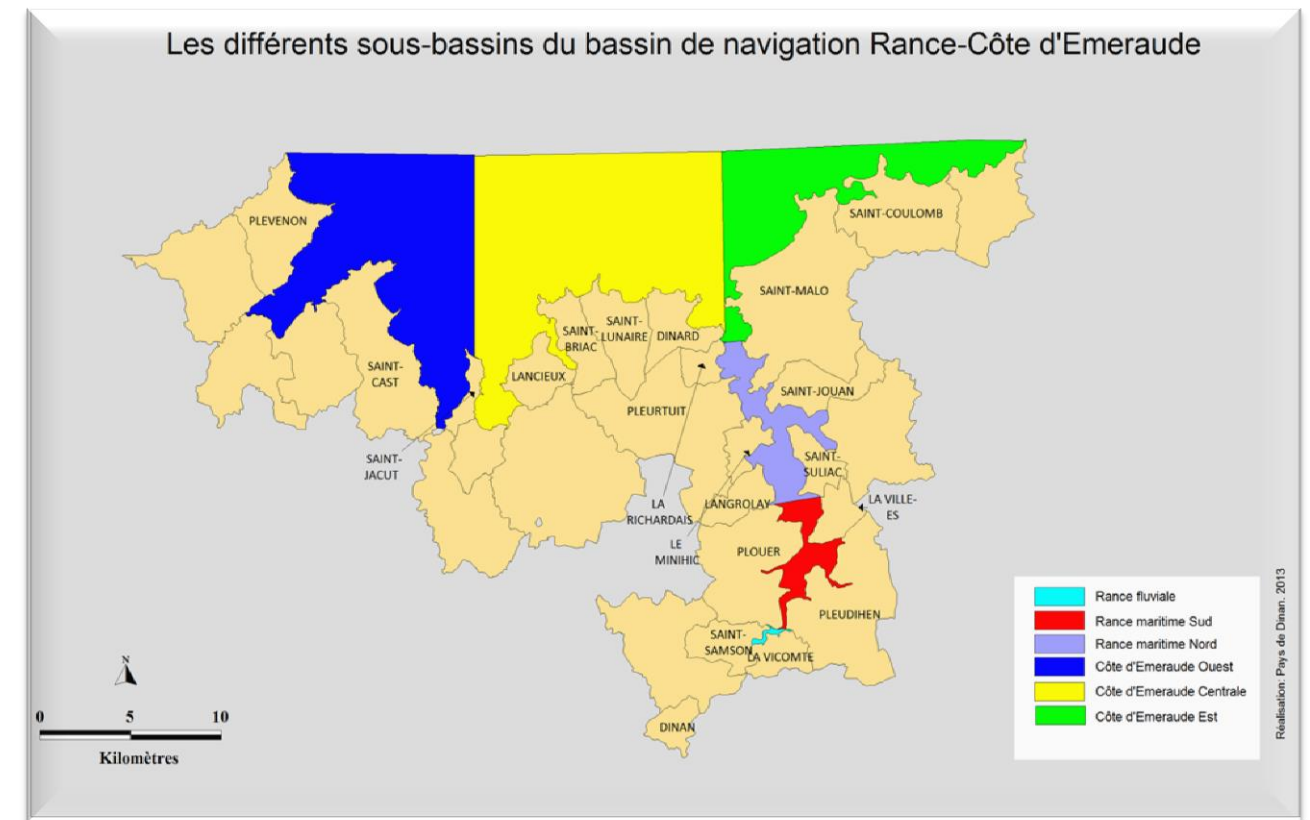 Les différents sous-bassins du bassin de navigation Rance-Côte d'Emeraude
PLEVENON
SAINT-COULOMB
SAINT-MALO
SAINT-
BRIAC
SAINT-
LUNAIRE
DINARD
SAINT-
CAST
LANCIEUX
PLEURTUIT
SAINT-JOUAN
SAINT-
JACUT
SAINT-
SULIAC
LA
RICHARDAIS
LANGROLAY
LA VILLE-
ES
LE
MINIHIC
PLOUER
PLEUDIHEN
SAINT-
SAMSON
LA VICOMTE
DINAN
N
0 5 10
Kilomètres
Rance fluviale
Rance maritime Sud
Rance maritime Nord
Côte d'Emeraude Ouest
Côte d'Emeraude Centrale
Côte d'Emeraude Est
Réalisation: Pays de Dinan. 2013